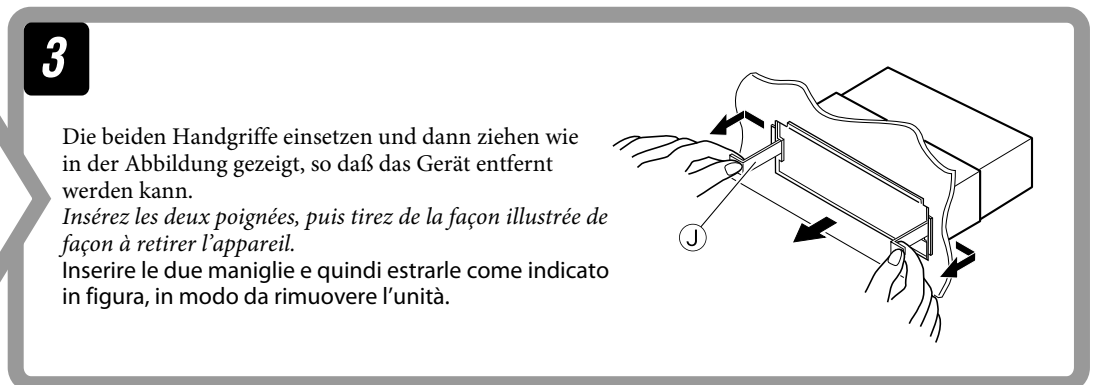 3
Die beiden Handgriffe einsetzen und dann ziehen wie
in der Abbildung gezeigt, so daß das Gerät entfernt
werden kann.
Insérez les deux poignées, puis tirez de la façon illustrée de
façon à retirer l’appareil.
Inserire le due maniglie e quindi estrarle come indicato
in figura, in modo da rimuovere l’unità.
J